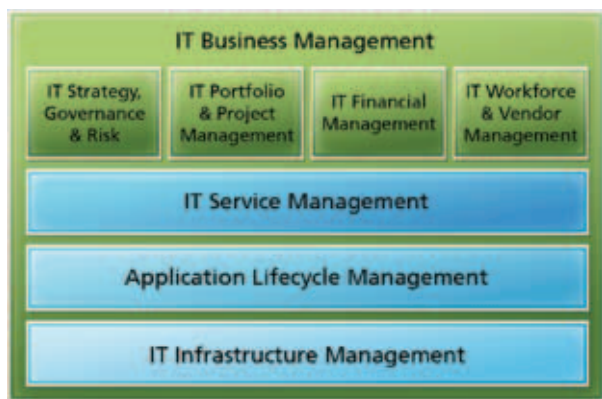 IT Business Management
IT Strategy,
Governance
& Risk
IT Portfolio
& Project
Management
IT Financial
Management
IT Workforce
& Vendor
Management
IT Service Management
Application Lifecycle Management
IT Infrastructure Management